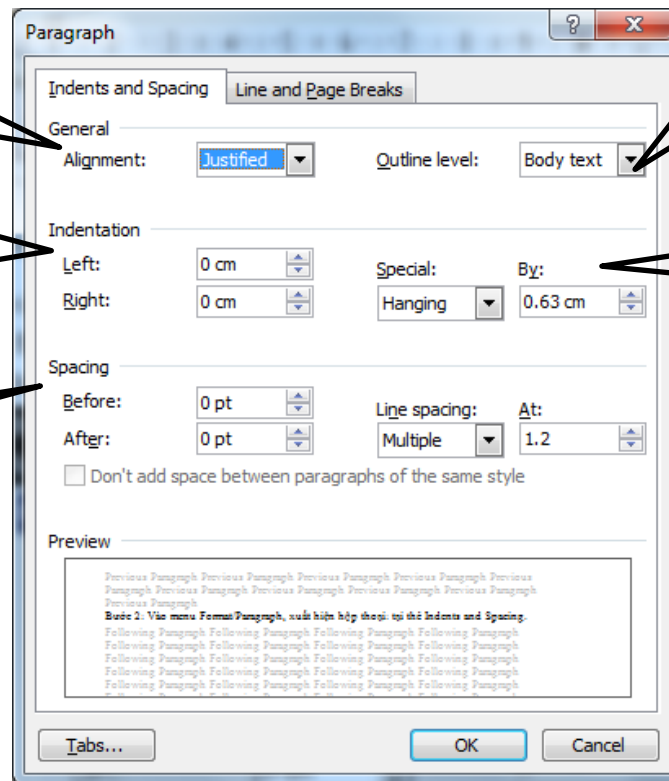 Paragraph
Indents and Spacing Line and Page Breaks
General
Alignment: Justified Outline level: Body text
Indentation
Left: 0 cm Special: By:
Right: 0 cm Hanging 0.63 cm
Spacing
Before: 0 pt Line spacing: At:
After: 0 pt Multiple 1.2
Don't add space between paragraphs of the same style
Preview
Previous Paragraph Previous Paragraph Previous Paragraph Previous Paragraph Previous
Paragraph Previous Paragraph Previous Paragraph Previous Paragraph Previous Paragraph
Previous Paragraph
Bước 2: Vào menu Format/Paragraph, xuất hiện hộp thoại: tại thẻ Indents and Spacing.
Following Paragraph Following Paragraph Following Paragraph Following Paragraph
Following Paragraph Following Paragraph Following Paragraph Following Paragraph
Following Paragraph Following Paragraph Following Paragraph Following Paragraph
Following Paragraph Following Paragraph Following Paragraph Following Paragraph
Following Paragraph Following Paragraph Following Paragraph Following Paragraph
Tabs... OK Cancel